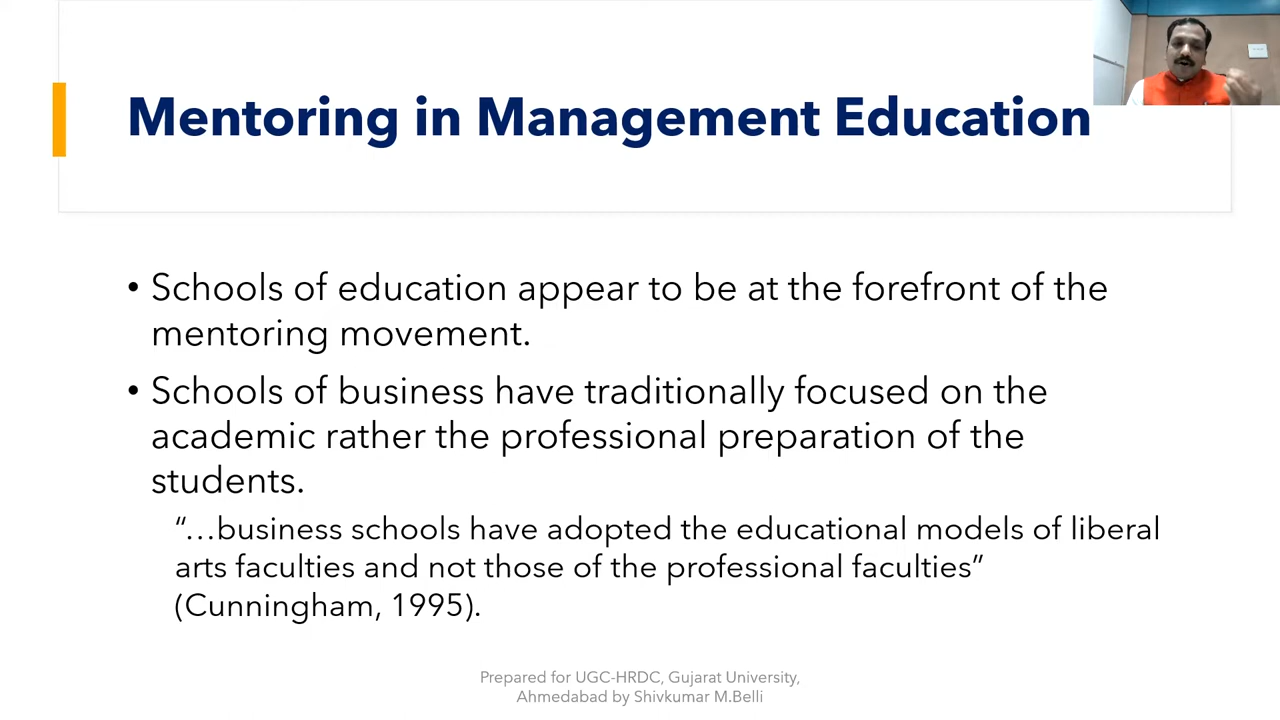 Mentoring in Management Education
• Schools of education appear to be at the forefront of the
mentoring movement.
• Schools of business have traditionally focused on the
academic rather the professional preparation of the
students.
“…business schools have adopted the educational models of liberal
arts faculties and not those of the professional faculties”
(Cunningham, 1995).
Prepared for UGC-HRDC, Gujarat University,
Ahmedabad by Shivkumar M.Belli